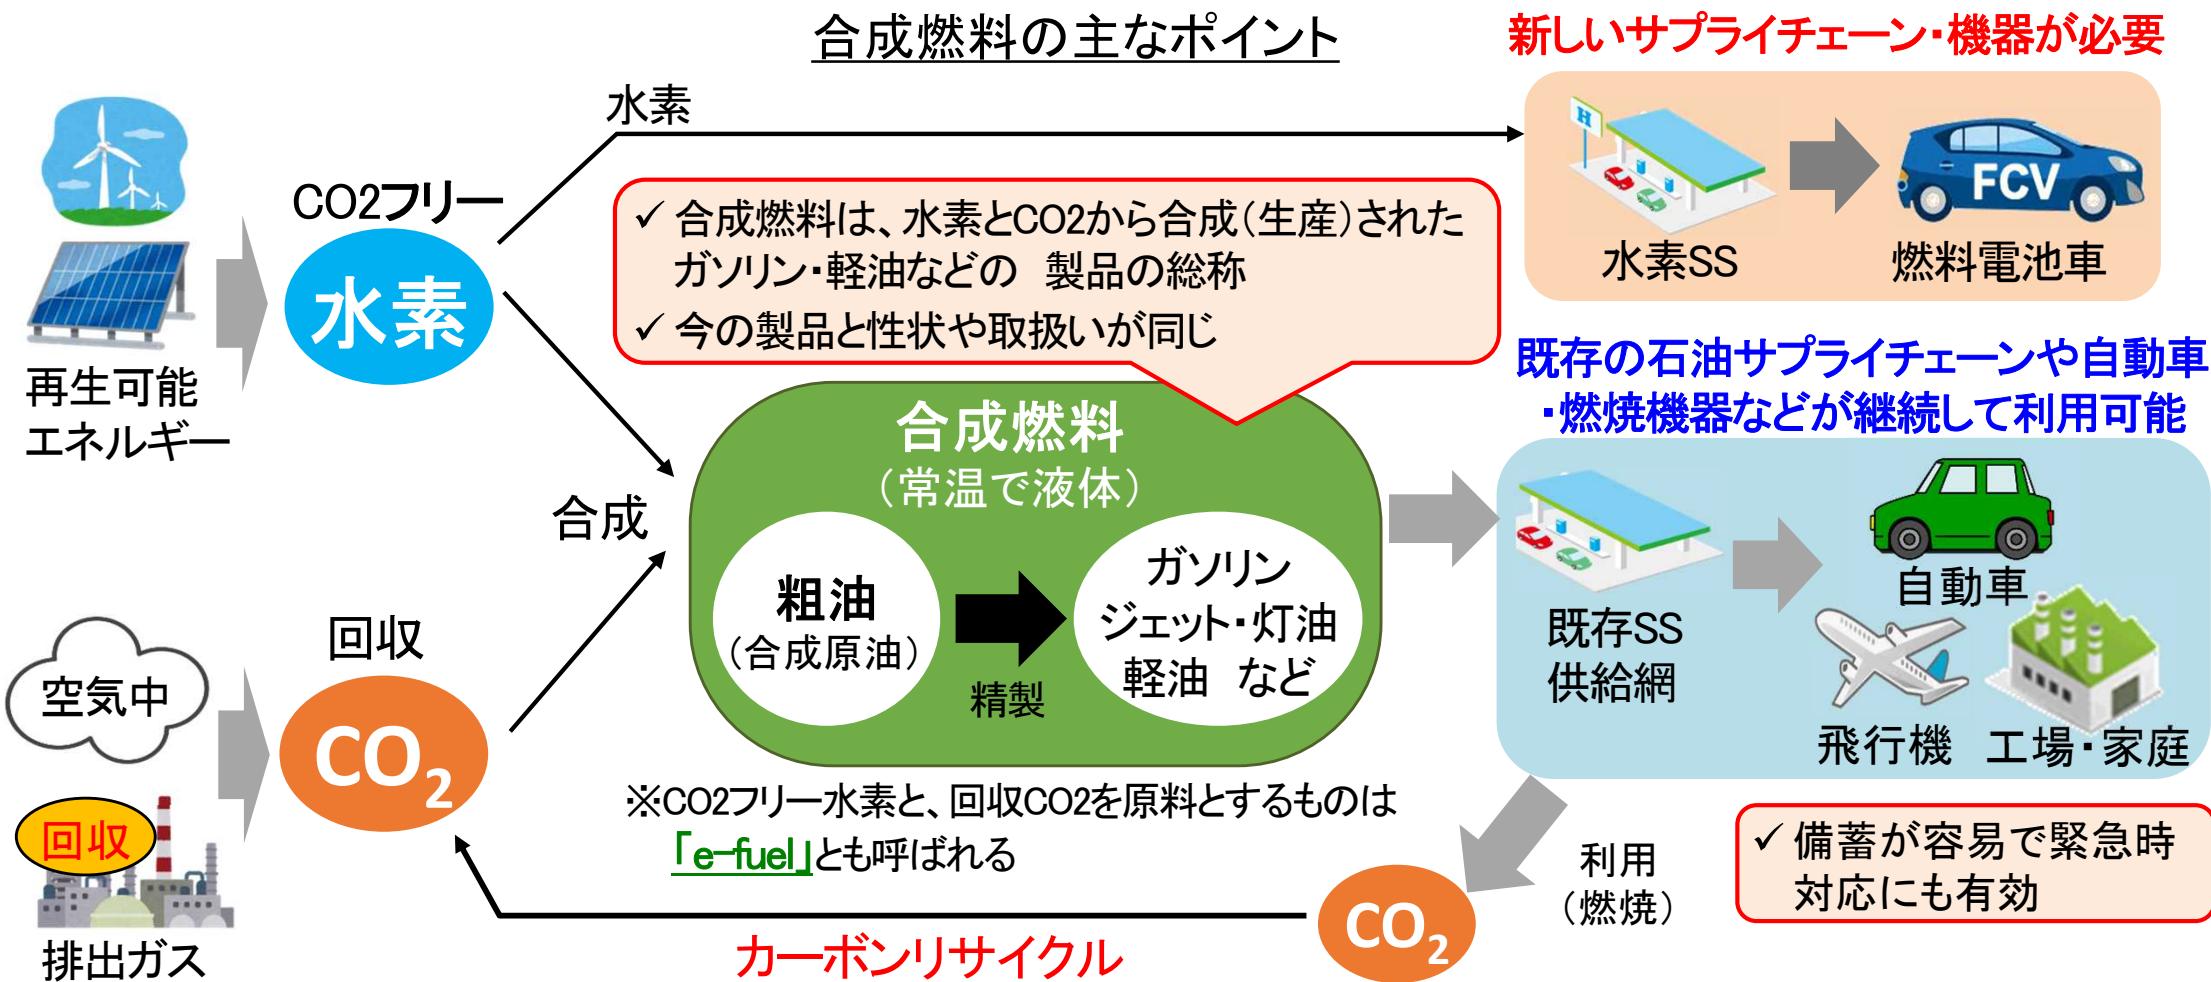 合成燃料の主なポイント
新しいサプライチェーン・機器が必要
水素
H
FCV
水素SS
燃料電池車
CO2フリー
水素
再生可能
エネルギー
✓ 合成燃料は、水素とCO2から合成(生産)された
ガソリン・軽油などの 製品の総称
✓ 今の製品と性状や取扱いが同じ
既存の石油サプライチェーンや自動車
・燃焼機器などが継続して利用可能
合成燃料
(常温で液体)
合成
粗油
(合成原油)
精製
ガソリン
ジェット・灯油
軽油 など
自動車
既存SS
供給網
飛行機
工場・家庭
空気中
回収
CO2
回収
排出ガス
※CO2フリー水素と、回収CO2を原料とするものは
「e-fuel」とも呼ばれる
利用
(燃焼)
✓ 備蓄が容易で緊急時
対応にも有効
CO2
カーボンリサイクル